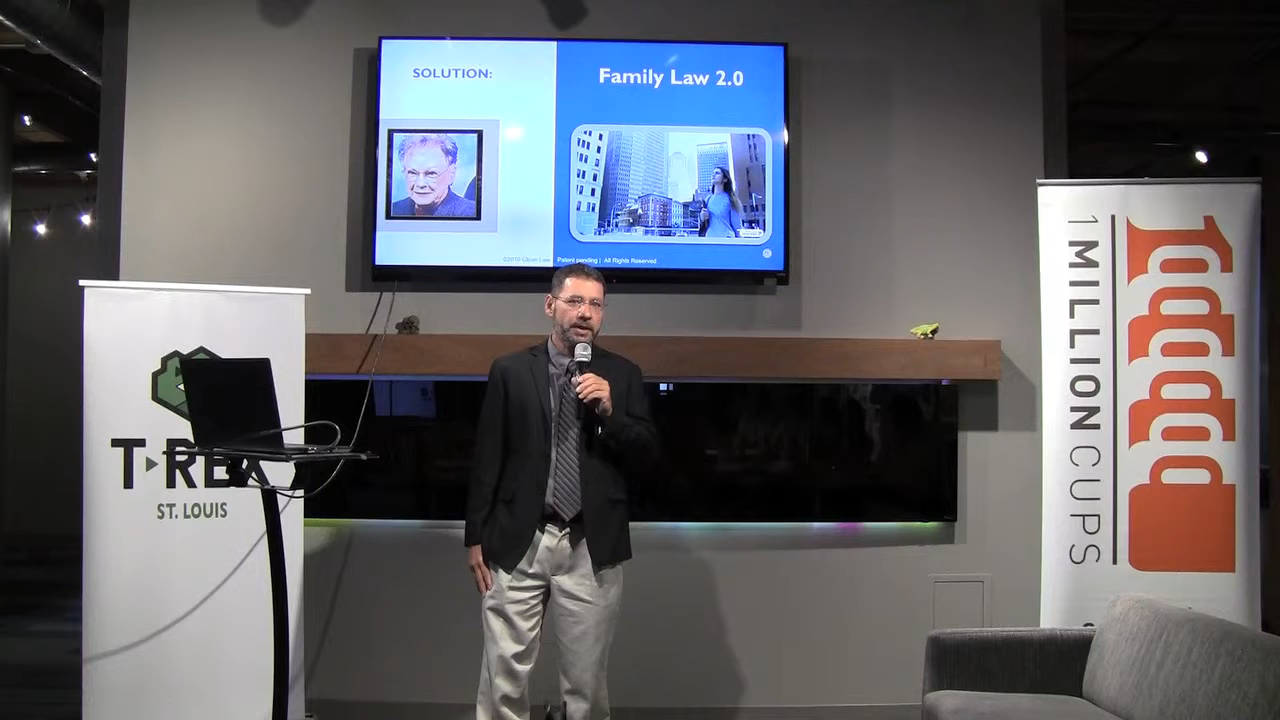 SOLUTION:
Family Law 2.0
Patent pending | All Rights Reserved
T▸REX
ST. LOUIS
1 MILLION CUPS